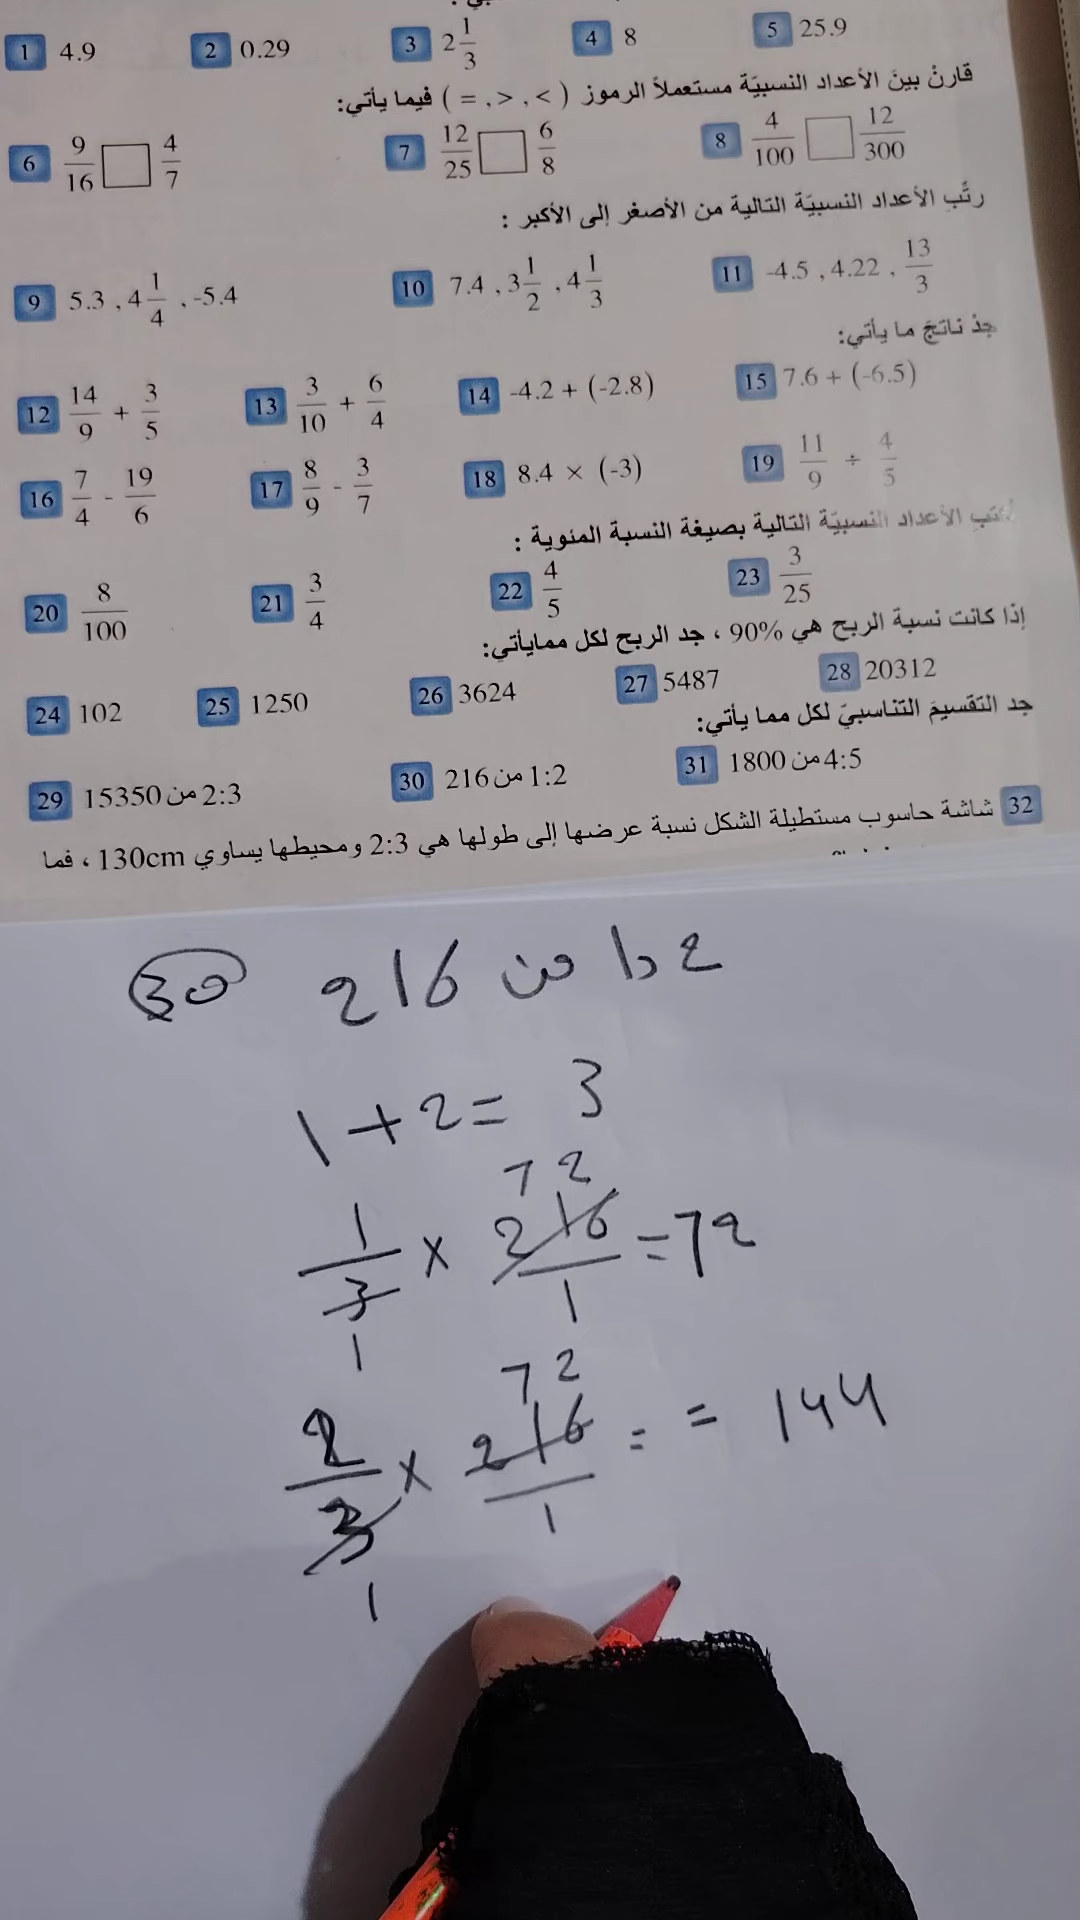 1 4.9 2 0.29 3 2 1/3 4 8 5 25.9
قارنْ بينَ الأعداد النسبيّة مستعملاً الرموز ( > , < , = ) فيما يأتي:
6 9/16 □ 4/7 7 12/25 □ 6/8 8 4/100 □ 12/300
رتِّب الأعداد النسبيّة التالية من الأصغر إلى الأكبر :
9 5.3 , 4 1/4 , -5.4 10 7.4 , 3 1/2 , 4 1/3 11 -4.5 , 4.22 , 13/3
جدْ ناتجَ ما يأتي:
12 14/9 + 3/5 13 3/10 + 6/4 14 -4.2 + (-2.8) 15 7.6 + (-6.5)
16 7/4 - 19/6 17 8/9 - 3/7 18 8.4 × (-3) 19 11/9 ÷ 4/5
الأعداد النسبيّة التالية بصيغة النسبة المئوية :
20 8/100 21 3/4 22 4/5 23 3/25
إذا كانت نسبة الربح هي 90% ، جد الربح لكل ممايأتي:
24 102 25 1250 26 3624 27 5487 28 20312
جد التقسيمَ التناسبيّ لكل مما يأتي:
29 2:3 من 15350 30 1:2 من 216 31 4:5 من 1800
32 شاشة حاسوب مستطيلة الشكل نسبة عرضها إلى طولها هي 2:3 ومحيطها يساوي 130cm ، فما
30 216 من 1:2
1 + 2 = 3
1/3 × 216/1 = 72
72
1
2/3 × 216/1 = = 144
72
1